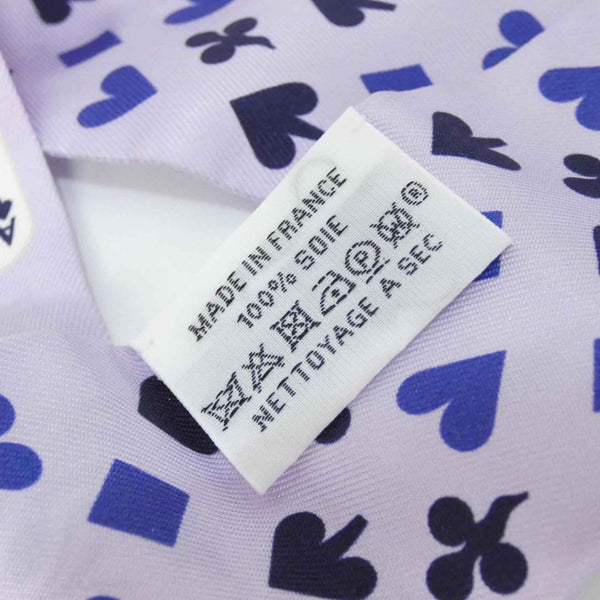 MADE IN FRANCE
100% SOIE
®
NETTOYAGE A SEC
A